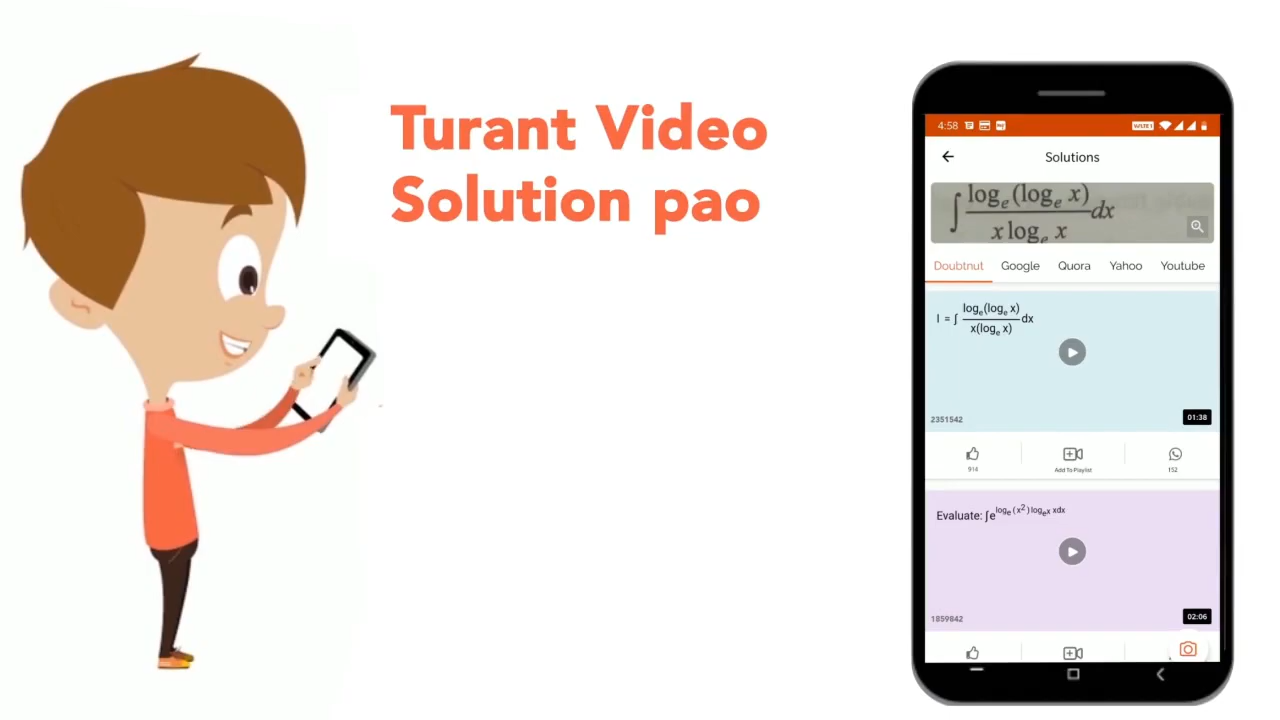 Turant Video
Solution pao
4:58
VoLTE1
Solutions
∫ logₑ (logₑ x) / x logₑ x dx
Doubtnut Google Quora Yahoo Youtube
I = ∫ logₑ(logₑ x) / x(logₑ x) dx
2351542 01:38
914 Add To Playlist 152
Evaluate: ∫e^logₑ (x²) logₑx xdx
1859842 02:06